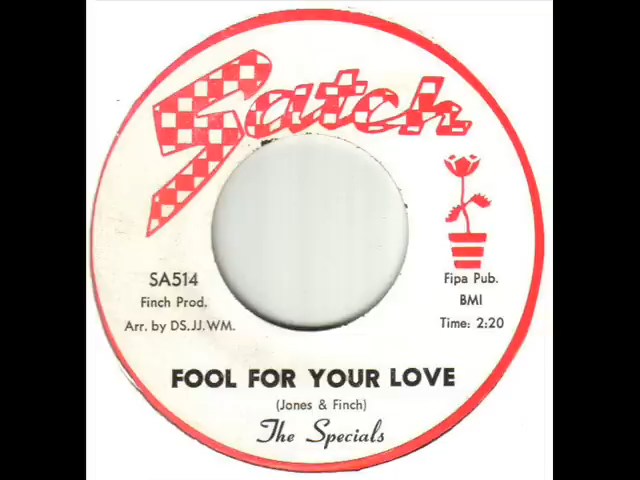 Satch
SA514
Finch Prod.
Arr. by DS.JJ.WM.
Fipa Pub.
BMI
Time: 2:20
FOOL FOR YOUR LOVE
(Jones & Finch)
The Specials